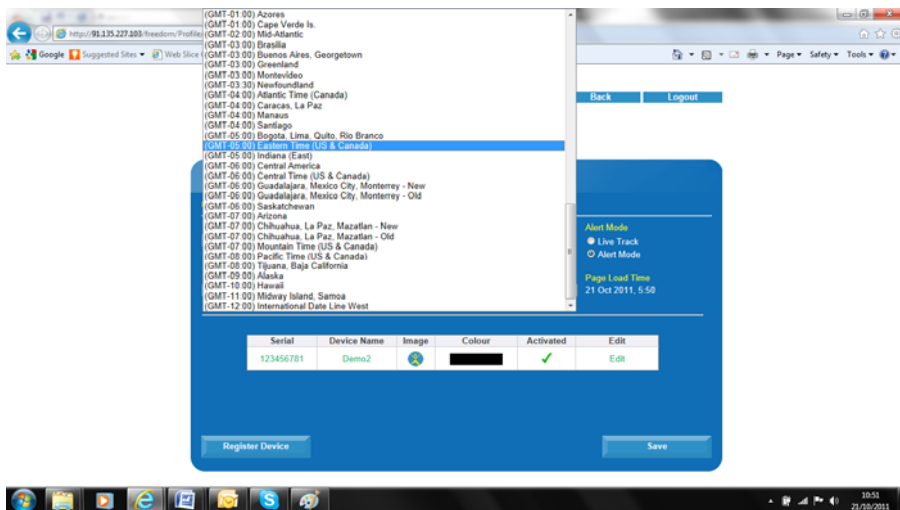 (GMT-01:00) Azores
(GMT-01:00) Cape Verde Is.
(GMT-02:00) Mid-Atlantic
(GMT-03:00) Brasilia
(GMT-03:00) Buenos Aires, Georgetown
(GMT-03:00) Greenland
(GMT-03:00) Montevideo
(GMT-03:30) Newfoundland
(GMT-04:00) Atlantic Time (Canada)
(GMT-04:00) Caracas, La Paz
(GMT-04:00) Manaus
(GMT-04:00) Santiago
(GMT-05:00) Bogota, Lima, Quito, Rio Branco
(GMT-05:00) Eastern Time (US & Canada)
(GMT-05:00) Indiana (East)
(GMT-06:00) Central America
(GMT-06:00) Central Time (US & Canada)
(GMT-06:00) Guadalajara, Mexico City, Monterrey - New
(GMT-06:00) Guadalajara, Mexico City, Monterrey - Old
(GMT-06:00) Saskatchewan
(GMT-07:00) Arizona
(GMT-07:00) Chihuahua, La Paz, Mazatlan - New
(GMT-07:00) Chihuahua, La Paz, Mazatlan - Old
(GMT-07:00) Mountain Time (US & Canada)
(GMT-08:00) Pacific Time (US & Canada)
(GMT-08:00) Tijuana, Baja California
(GMT-09:00) Alaska
(GMT-10:00) Hawaii
(GMT-11:00) Midway Island, Samoa
(GMT-12:00) International Date Line West
http://91.135.227.103/freedom/Profile
Google Suggested Sites Web Slice
Page Safety Tools
Back Logout
Alert Mode
Live Track
Alert Mode
Page Load Time
21 Oct 2011, 5:50
Serial Device Name Image Colour Activated Edit
123456781 Demo2 Edit
Register Device Save
10:51
21/10/2011